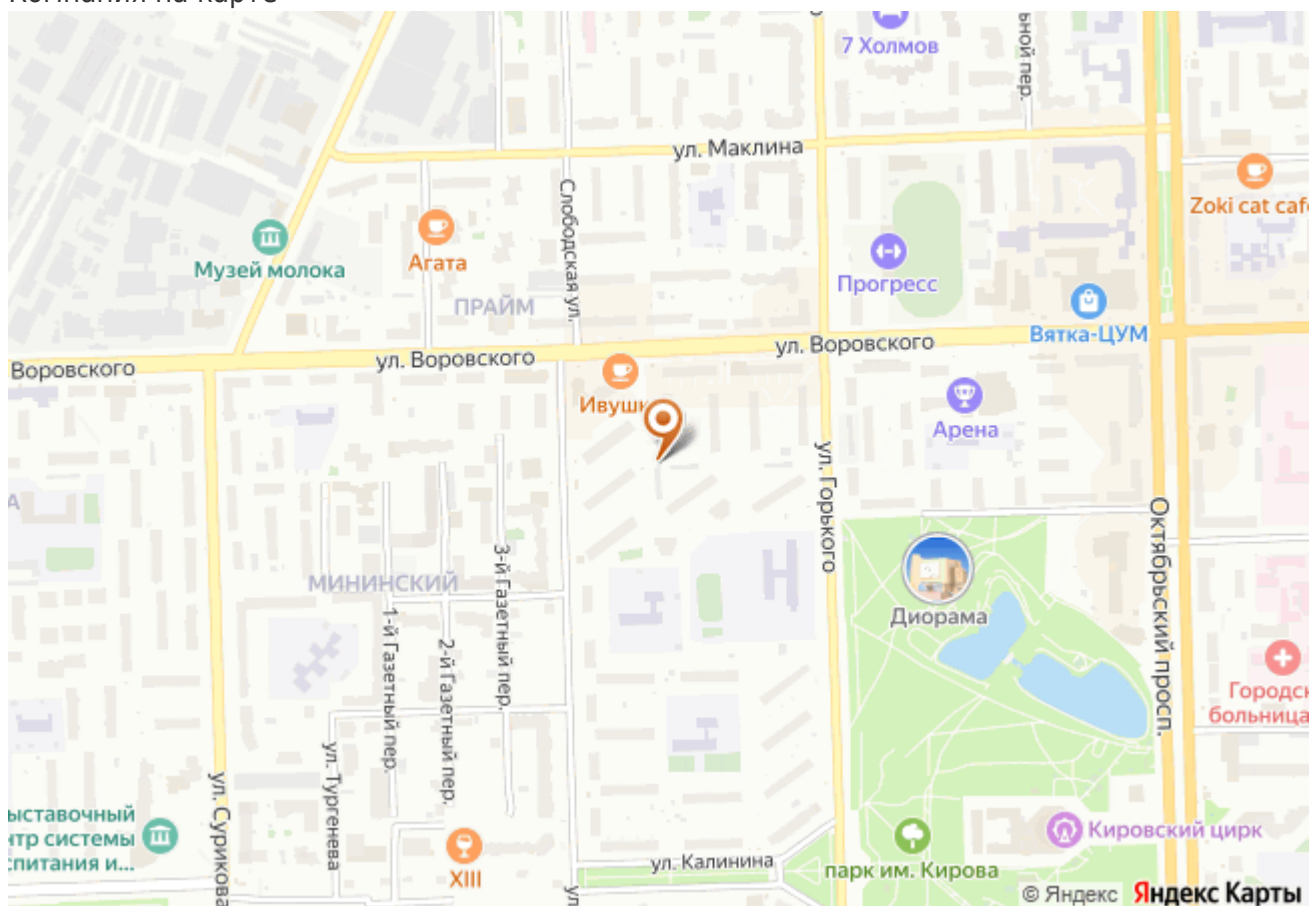 Компания на карте
7 Холмов
ьной пер.
ул. Маклина
Слободская ул.
Zoki cat cafe
Музей молока
Агата
Прогресс
ПРАЙМ
Вятка-ЦУМ
Воровского
ул. Воровского
ул. Воровского
Ивушк
Арена
ул. Горького
Октябрьский просп.
МИНИНСКИЙ
3-й Газетный пер.
1-й Газетный пер.
2-й Газетный пер.
Диорама
Городск
больница
ул. Тургенева
ул. Сурикова
ыставочный
нтр системы
спитания и...
XIII
ул. Калинина
парк им. Кирова
Кировский цирк
ул
© Яндекс Яндекс Карты